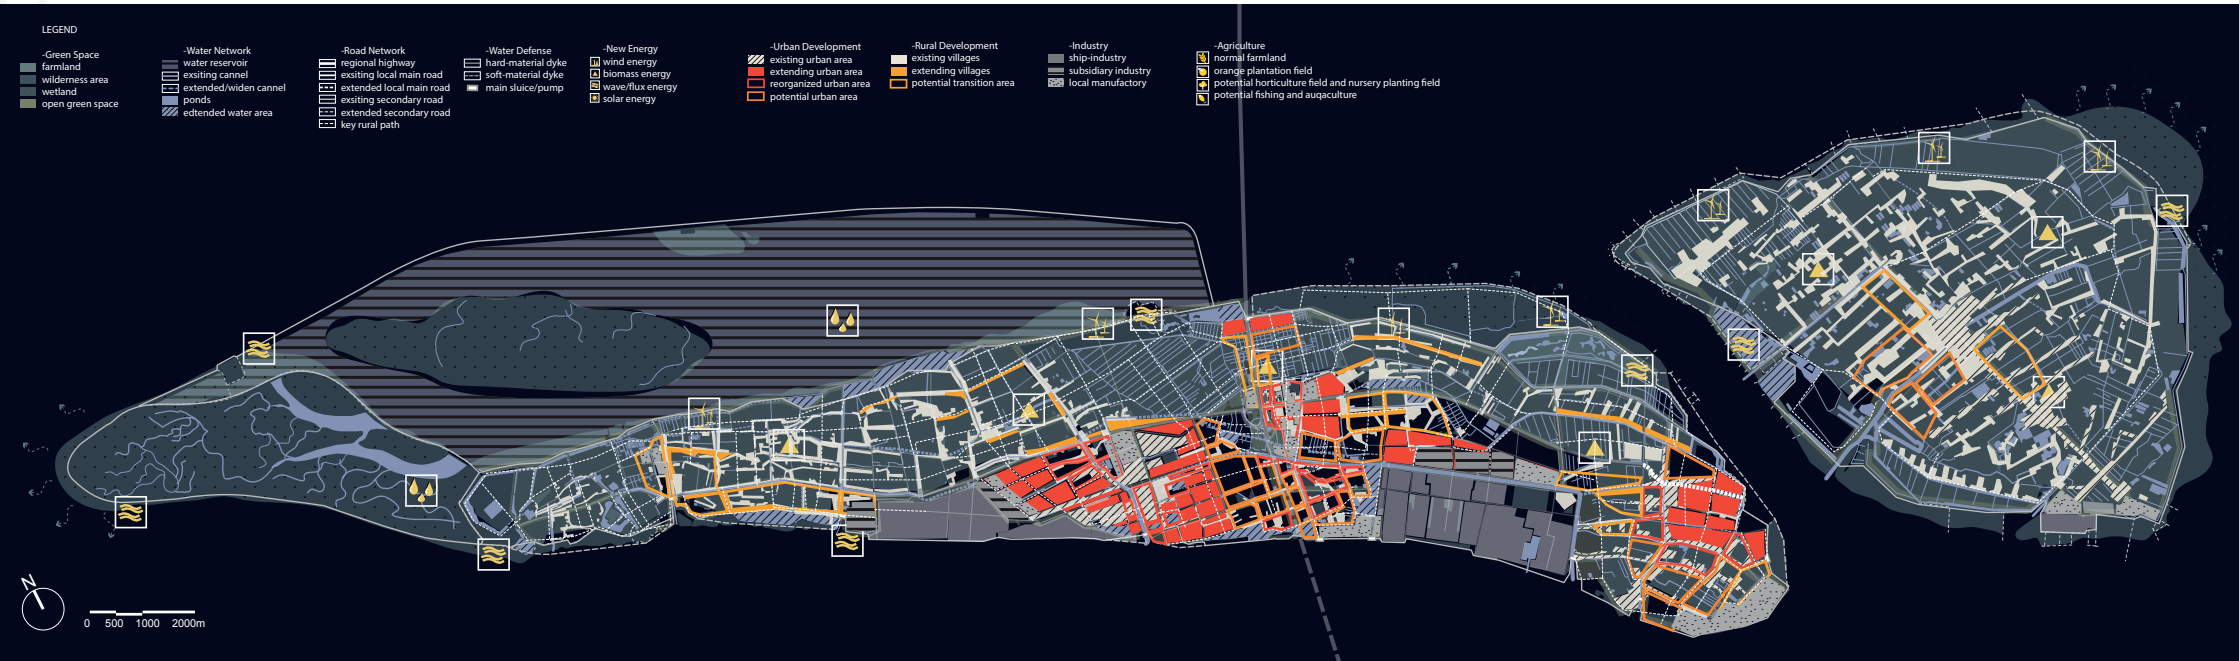 LEGEND
-Green Space
farmland
wilderness area
wetland
open green space
-Water Network
water reservoir
exsiting cannel
extended/widen cannel
ponds
edtended water area
-Road Network
regional highway
exsiting local main road
extended local main road
exsiting secondary road
extended secondary road
key rural path
-Water Defense
hard-material dyke
soft-material dyke
main sluice/pump
-New Energy
wind energy
biomass energy
wave/flux energy
solar energy
-Urban Development
existing urban area
extending urban area
reorganized urban area
potential urban area
-Rural Development
existing villages
extending villages
potential transition area
-Industry
ship-industry
subsidiary industry
local manufactory
-Agriculture
normal farmland
orange plantation field
potential horticulture field and nursery planting field
potential fishing and auqaculture
N
0 500 1000 2000m